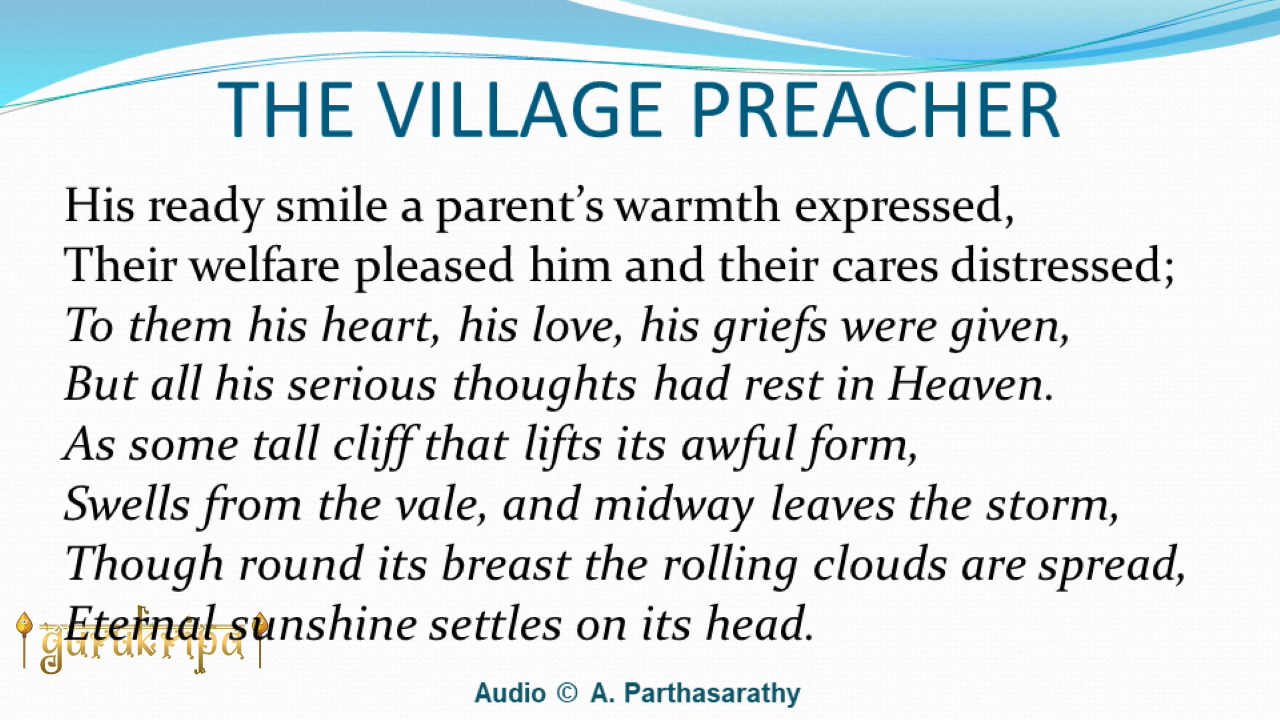 THE VILLAGE PREACHER
His ready smile a parent’s warmth expressed,
Their welfare pleased him and their cares distressed;
To them his heart, his love, his griefs were given,
But all his serious thoughts had rest in Heaven.
As some tall cliff that lifts its awful form,
Swells from the vale, and midway leaves the storm,
Though round its breast the rolling clouds are spread,
Eternal sunshine settles on its head.
gurukripa
Audio © A. Parthasarathy